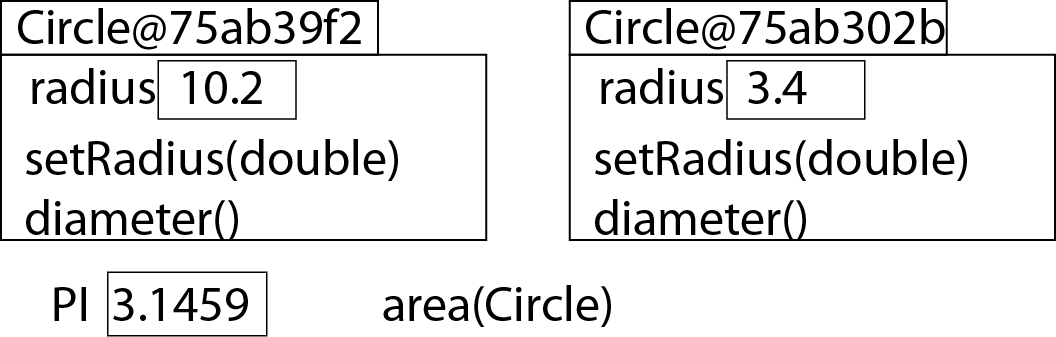 Circle@75ab39f2
radius 10.2
setRadius(double)
diameter()
Circle@75ab302b
radius 3.4
setRadius(double)
diameter()
PI 3.1459
area(Circle)